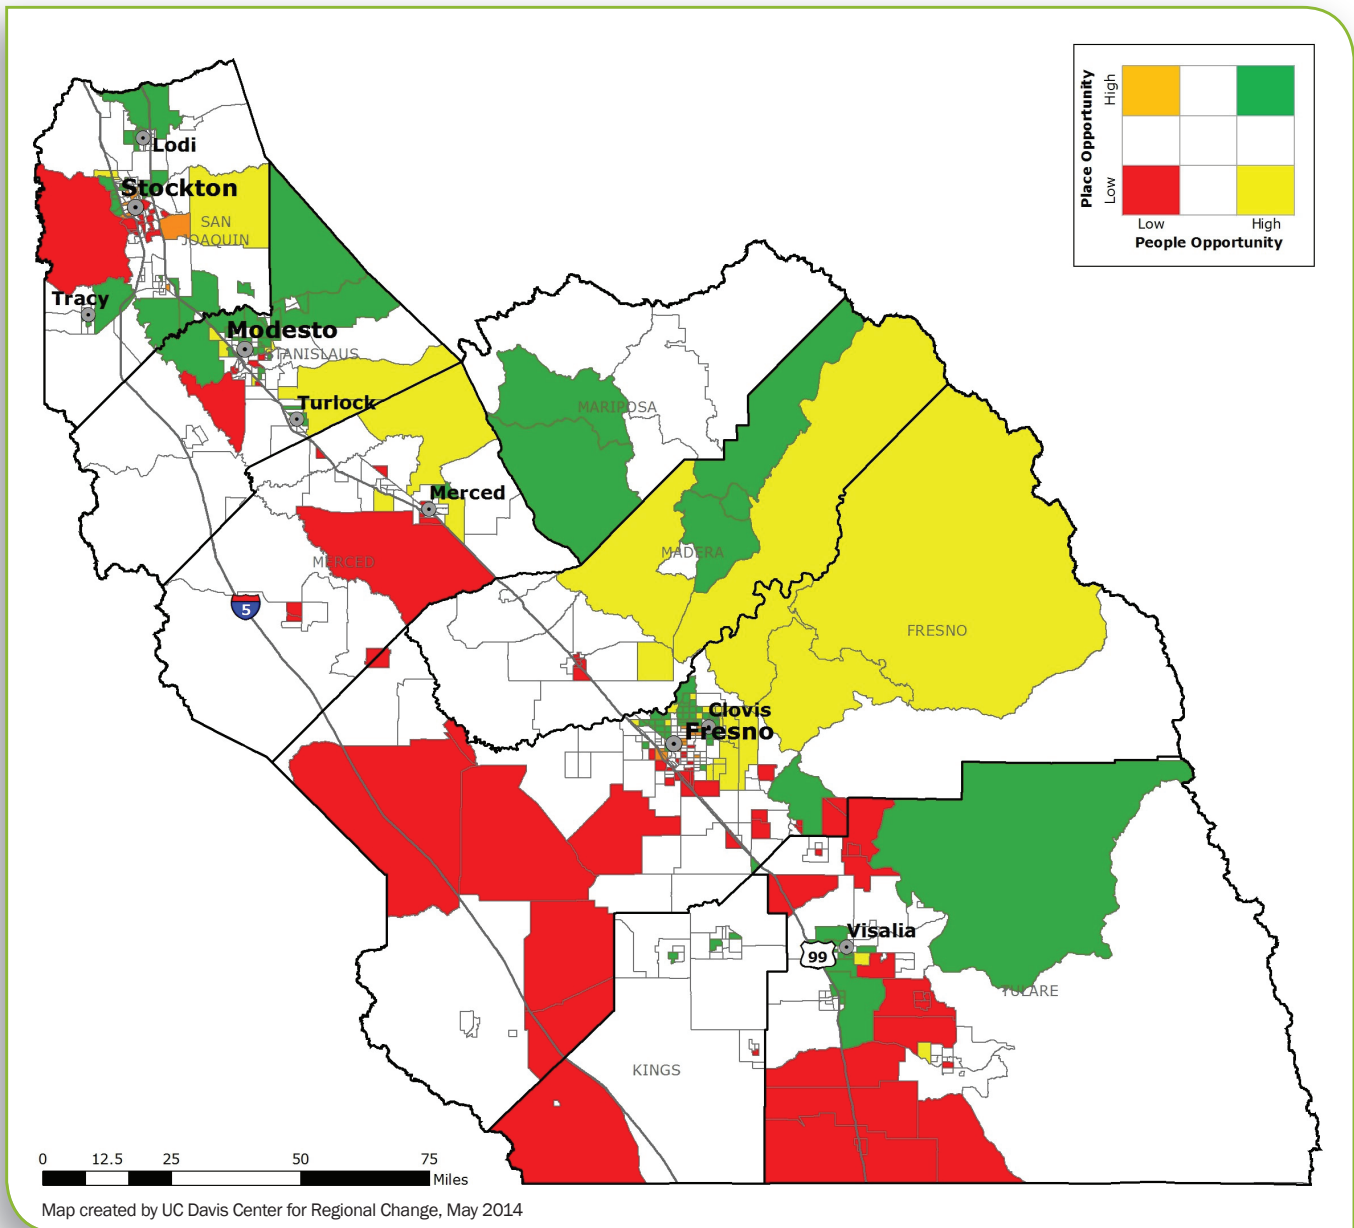 Place Opportunity
High
Low
Low
High
People Opportunity
Lodi
Stockton
SAN
JOAQUIN
Tracy
Modesto
STANISLAUS
Turlock
MARIPOSA
Merced
MADERA
MERCED
5
FRESNO
Clovis
Fresno
Visalia
99
TULARE
KINGS
0 12.5 25 50 75
Miles
Map created by UC Davis Center for Regional Change, May 2014